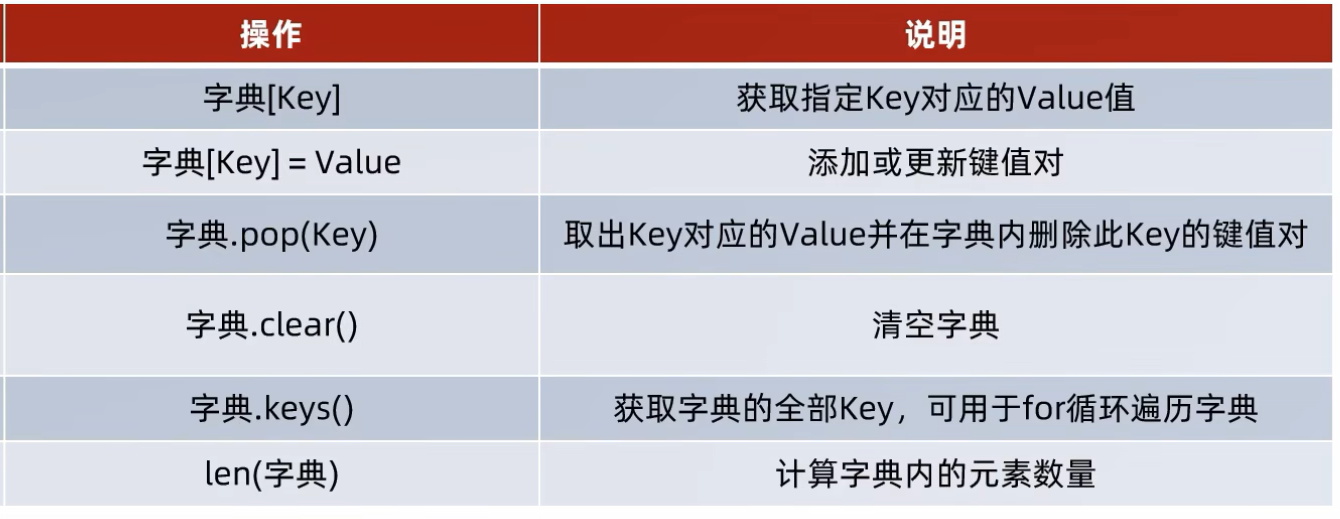 操作 说明
字典[Key] 获取指定Key对应的Value值
字典[Key] = Value 添加或更新键值对
字典.pop(Key) 取出Key对应的Value并在字典内删除此Key的键值对
字典.clear() 清空字典
字典.keys() 获取字典的全部Key，可用于for循环遍历字典
len(字典) 计算字典内的元素数量